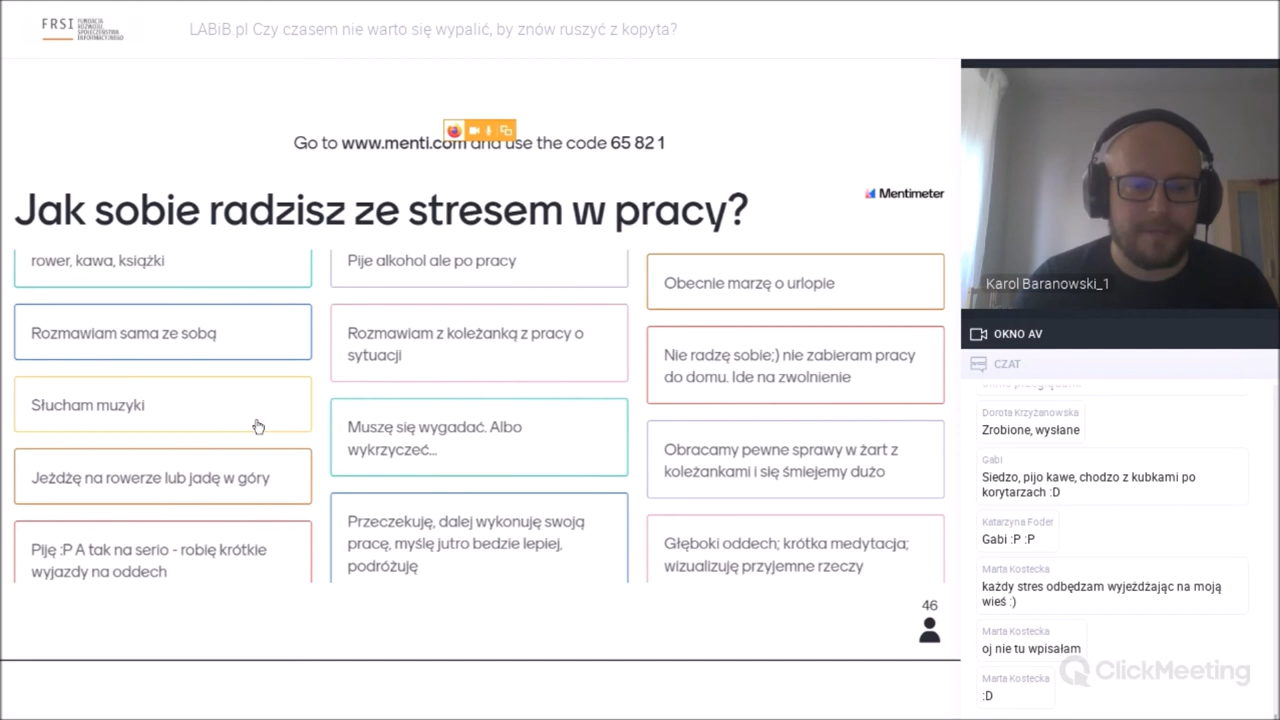 FRSI
FUNDACJA
ROZWOJU
SPOŁECZEŃSTWA
INFORMACYJNEGO
LABiB.pl Czy czasem nie warto się wypalić, by znów ruszyć z kopyta?
Go to www.menti.com and use the code 65 82 1
Jak sobie radzisz ze stresem w pracy?
Mentimeter
rower, kawa, książki
Rozmawiam sama ze sobą
Słucham muzyki
Jeżdżę na rowerze lub jadę w góry
Piję :P A tak na serio - robię krótkie
wyjazdy na oddech
Pije alkohol ale po pracy
Rozmawiam z koleżanką z pracy o
sytuacji
Muszę się wygadać. Albo
wykrzyczeć...
Przeczekuję, dalej wykonuję swoją
pracę, myślę jutro bedzie lepiej,
podróżuję
Obecnie marzę o urlopie
Nie radzę sobie;) nie zabieram pracy
do domu. Ide na zwolnienie
Obracamy pewne sprawy w żart z
koleżankami i się śmiejemy dużo
Głęboki oddech; krótka medytacja;
wizualizuję przyjemne rzeczy
46
Karol Baranowski_1
OKNO AV
CZAT
Dorota Krzyżanowska
Zrobione, wysłane
Gabi
Siedzo, pijo kawe, chodzo z kubkami po
korytarzach :D
Katarzyna Foder
Gabi :P :P
Marta Kostecka
każdy stres odbędzam wyjeżdżając na moją
wieś :)
Marta Kostecka
oj nie tu wpisałam
Marta Kostecka
:D
ClickMeeting